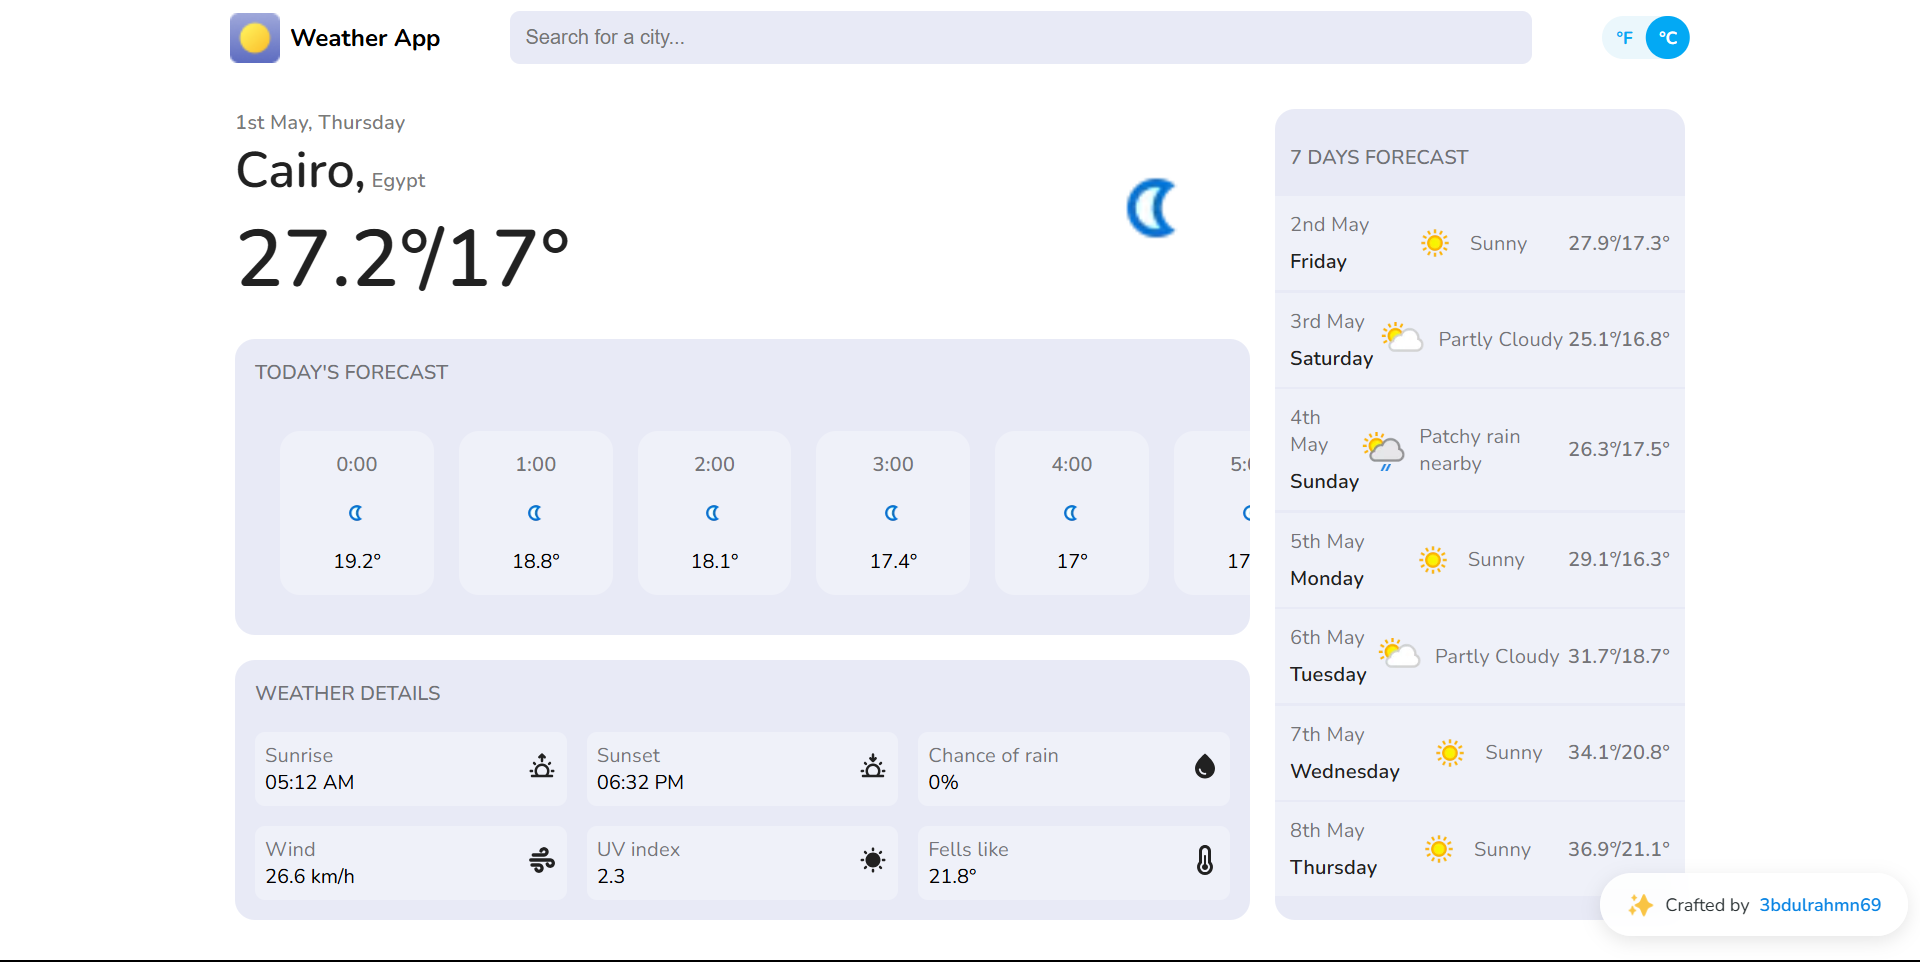 Weather App
Search for a city...
°F
°C
1st May, Thursday
Cairo, Egypt
27.2°/17°
TODAY'S FORECAST
0:00
19.2°
1:00
18.8°
2:00
18.1°
3:00
17.4°
4:00
17°
5:0
17
WEATHER DETAILS
Sunrise
05:12 AM
Sunset
06:32 PM
Chance of rain
0%
Wind
26.6 km/h
UV index
2.3
Fells like
21.8°
7 DAYS FORECAST
2nd May
Friday
Sunny
27.9°/17.3°
3rd May
Saturday
Partly Cloudy
25.1°/16.8°
4th
May
Sunday
Patchy rain
nearby
26.3°/17.5°
5th May
Monday
Sunny
29.1°/16.3°
6th May
Tuesday
Partly Cloudy
31.7°/18.7°
7th May
Wednesday
Sunny
34.1°/20.8°
8th May
Thursday
Sunny
36.9°/21.1°
Crafted by 3bdulrahmn69